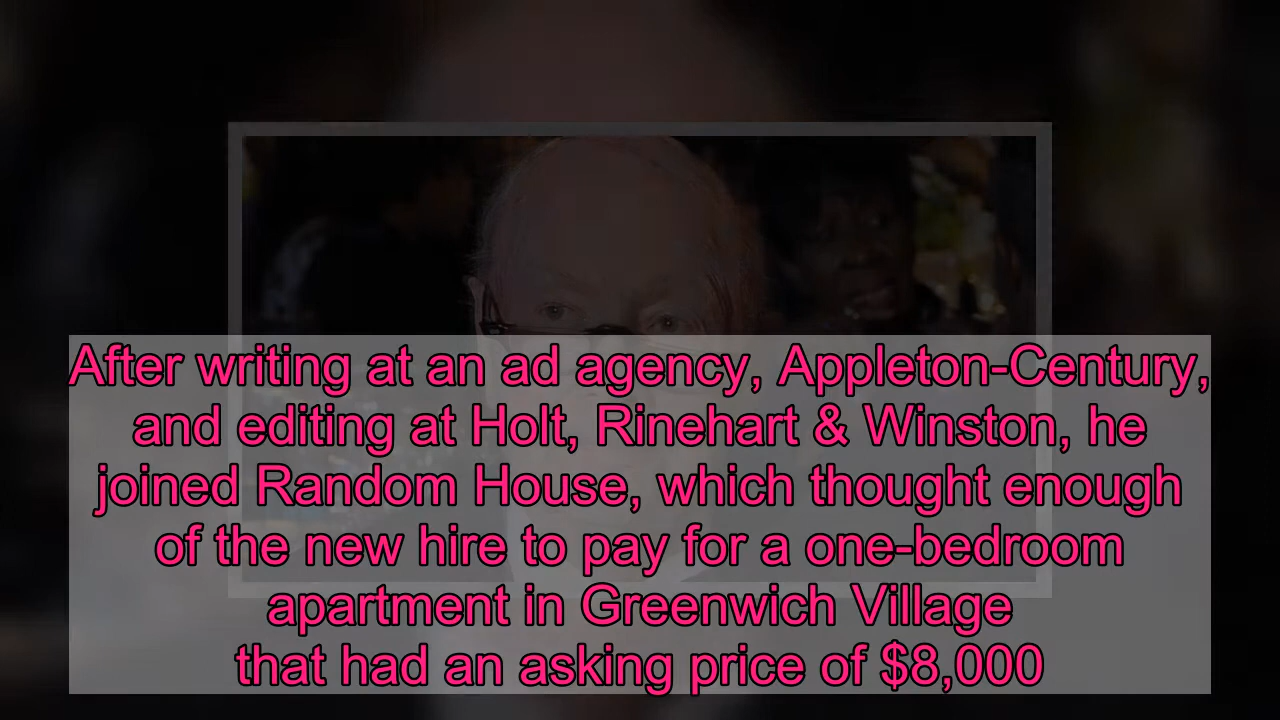 After writing at an ad agency, Appleton-Century,
and editing at Holt, Rinehart & Winston, he
joined Random House, which thought enough
of the new hire to pay for a one-bedroom
apartment in Greenwich Village
that had an asking price of $8,000